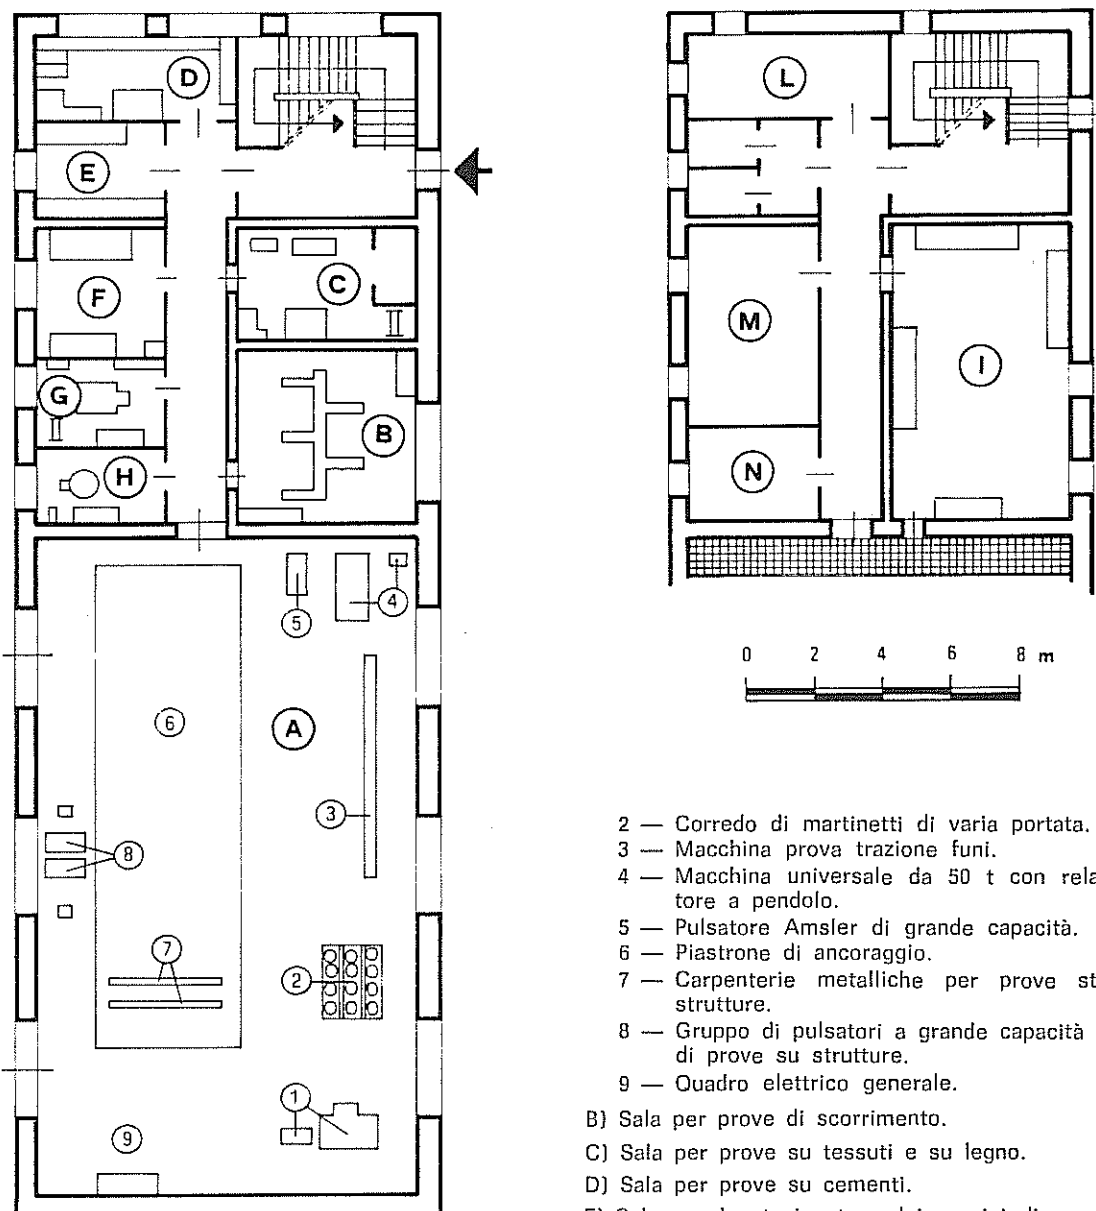 D
E
F
C
G
B
H
5
4
6
A
3
8
7
2
1
9
L
M
I
N
0 2 4 6 8 m
2 — Corredo di martinetti di varia portata.
3 — Macchina prova trazione funi.
4 — Macchina universale da 50 t con rela
tore a pendolo.
5 — Pulsatore Amsler di grande capacità.
6 — Piastrone di ancoraggio.
7 — Carpenterie metalliche per prove st
strutture.
8 — Gruppo di pulsatori a grande capacità
di prove su strutture.
9 — Quadro elettrico generale.
B) Sala per prove di scorrimento.
C) Sala per prove su tessuti e su legno.
D) Sala per prove su cementi.